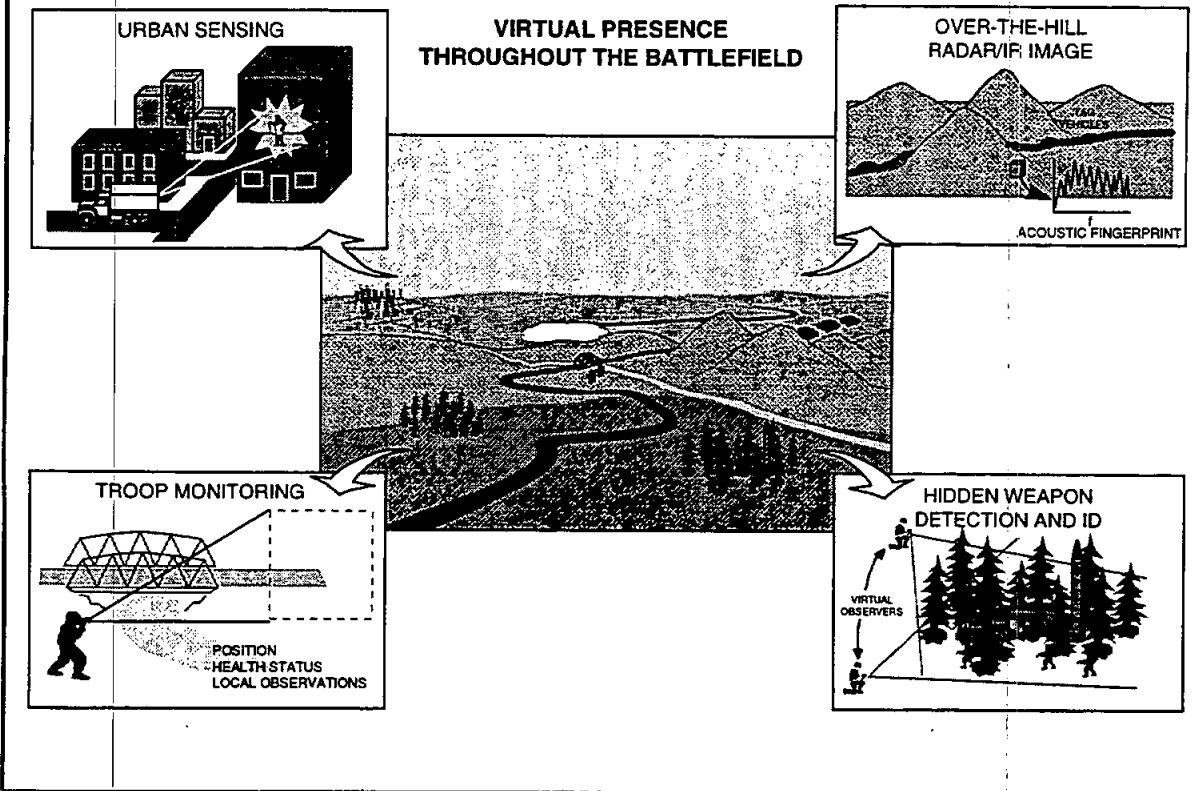 URBAN SENSING
VIRTUAL PRESENCE
THROUGHOUT THE BATTLEFIELD
OVER-THE-HILL
RADAR/IR IMAGE
VEHICLES
f
ACOUSTIC FINGERPRINT
TROOP MONITORING
POSITION
HEALTH STATUS
LOCAL OBSERVATIONS
HIDDEN WEAPON
DETECTION AND ID
VIRTUAL
OBSERVERS